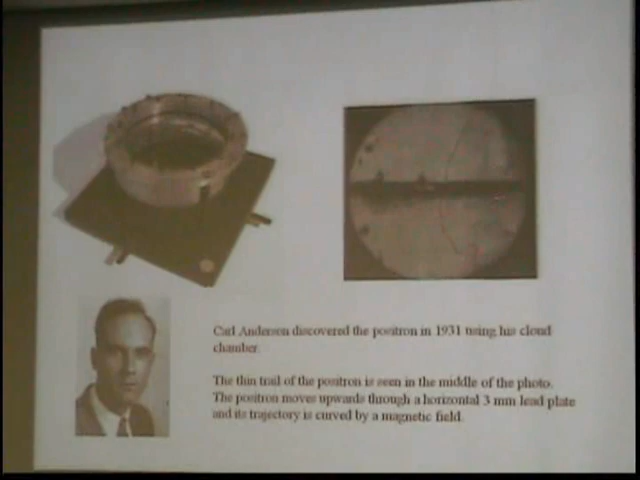 Carl Andersen discovered the positron in 1931 using his cloud
chamber.
The thin trail of the positron is seen in the middle of the photo.
The positron moves upwards through a horizontal 3 mm lead plate
and its trajectory is curved by a magnetic field.